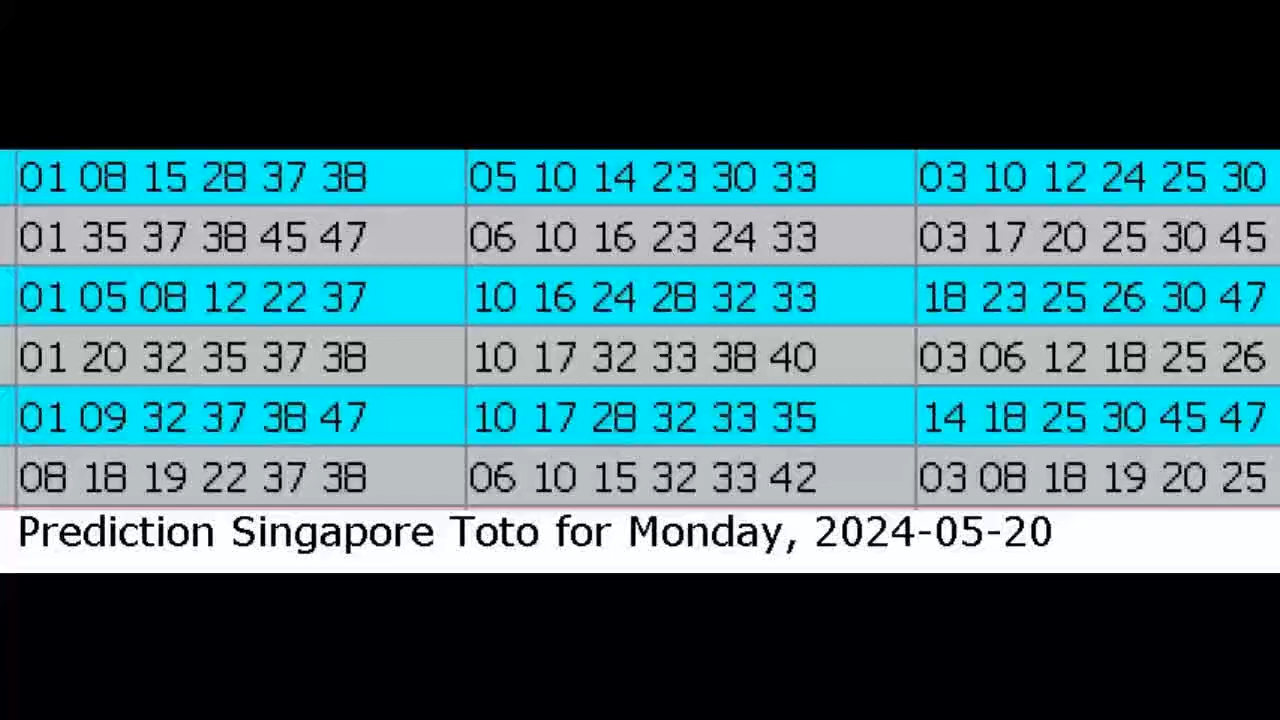 01 08 15 28 37 38 05 10 14 23 30 33 03 10 12 24 25 30
01 35 37 38 45 47 06 10 16 23 24 33 03 17 20 25 30 45
01 05 08 12 22 37 10 16 24 28 32 33 18 23 25 26 30 47
01 20 32 35 37 38 10 17 32 33 38 40 03 06 12 18 25 26
01 09 32 37 38 47 10 17 28 32 33 35 14 18 25 30 45 47
08 18 19 22 37 38 06 10 15 32 33 42 03 08 18 19 20 25
Prediction Singapore Toto for Monday, 2024-05-20